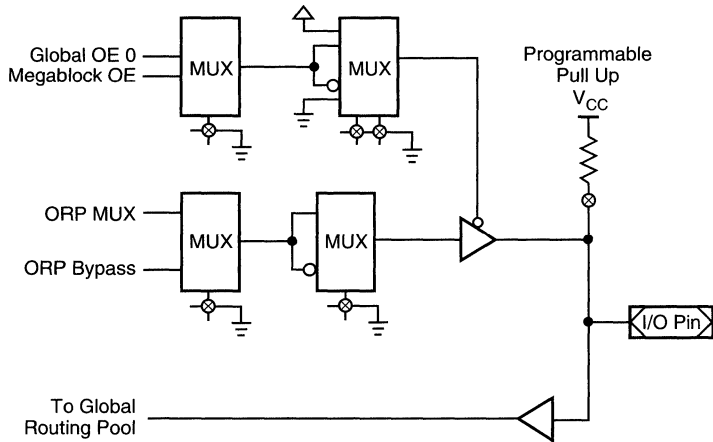 Global OE 0
Megablock OE
MUX
MUX
Programmable
Pull Up
VCC
ORP MUX
ORP Bypass
MUX
MUX
I/O Pin
To Global
Routing Pool